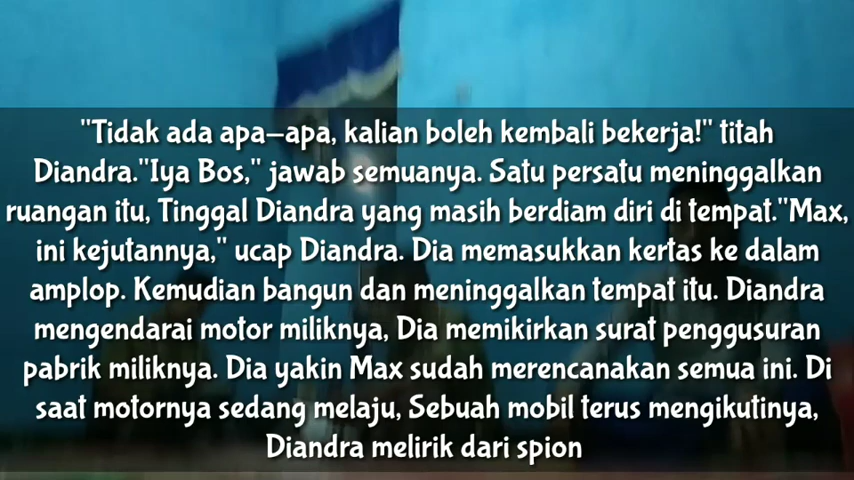 "Tidak ada apa-apa, kalian boleh kembali bekerja!" titah
Diandra."Iya Bos," jawab semuanya. Satu persatu meninggalkan
ruangan itu, Tinggal Diandra yang masih berdiam diri di tempat."Max,
ini kejutannya," ucap Diandra. Dia memasukkan kertas ke dalam
amplop. Kemudian bangun dan meninggalkan tempat itu. Diandra
mengendarai motor miliknya, Dia memikirkan surat penggusuran
pabrik miliknya. Dia yakin Max sudah merencanakan semua ini. Di
saat motornya sedang melaju, Sebuah mobil terus mengikutinya,
Diandra melirik dari spion